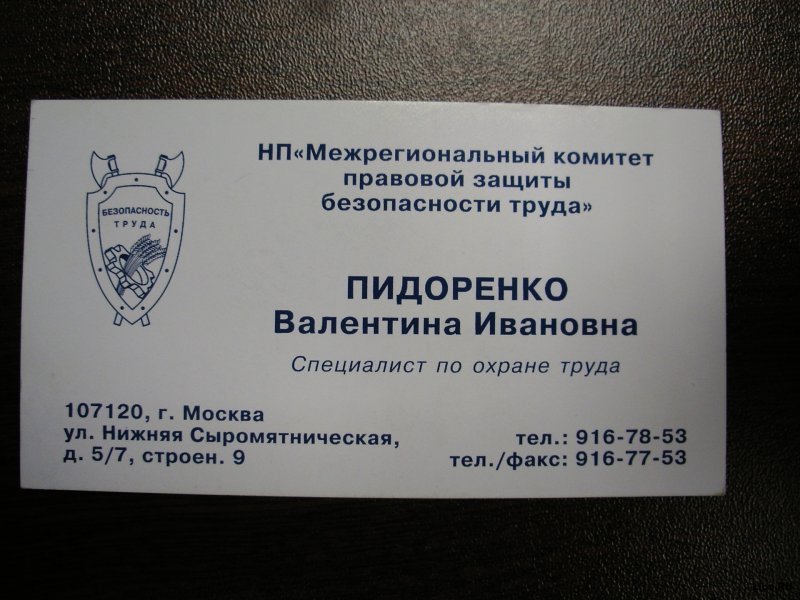 БЕЗОПАСНОСТЬ
ТРУДА
НП«Межрегиональный комитет
правовой защиты
безопасности труда»
ПИДОРЕНКО
Валентина Ивановна
Специалист по охране труда
107120, г. Москва
ул. Нижняя Сыромятническая,
д. 5/7, строен. 9
тел.: 916-78-53
тел./факс: 916-77-53